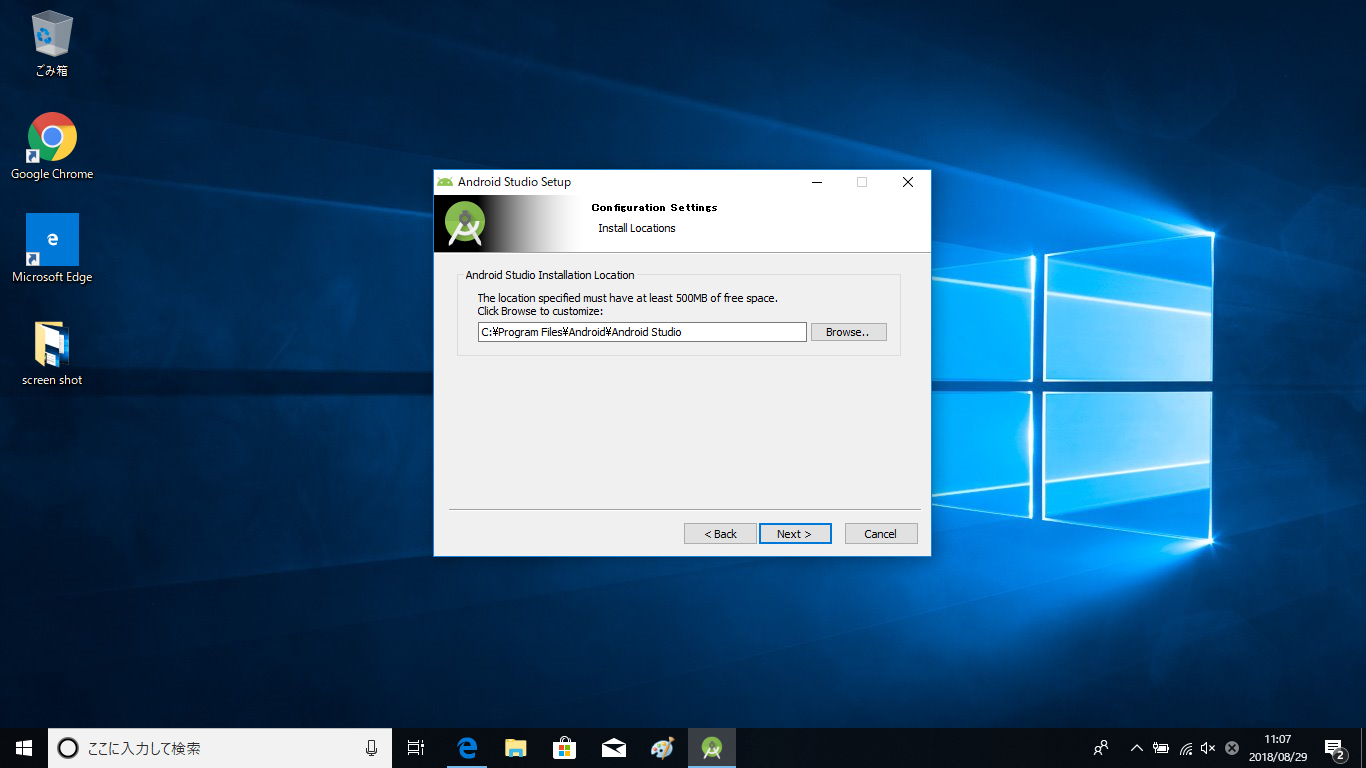 ごみ箱
Google Chrome
Microsoft Edge
screen shot
Android Studio Setup
Configuration Settings
Install Locations
Android Studio Installation Location
The location specified must have at least 500MB of free space.
Click Browse to customize:
C:¥Program Files¥Android¥Android Studio
Browse..
< Back
Next >
Cancel
ここに入力して検索
11:07
2018/08/29
2